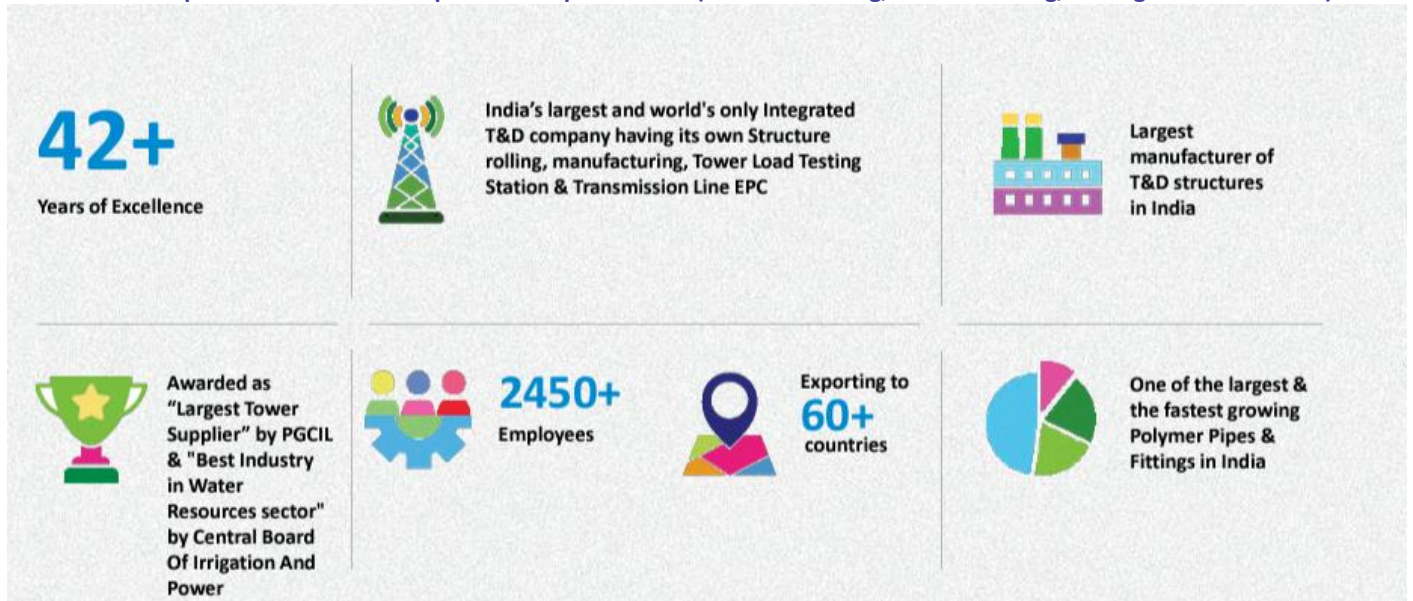 42+
Years of Excellence
India's largest and world's only Integrated
T&D company having its own Structure
rolling, manufacturing, Tower Load Testing
Station & Transmission Line EPC
Largest
manufacturer of
T&D structures
in India
Awarded as
“Largest Tower
Supplier” by PGCIL
& "Best Industry
in Water
Resources sector"
by Central Board
Of Irrigation And
Power
2450+
Employees
Exporting to
60+
countries
One of the largest &
the fastest growing
Polymer Pipes &
Fittings in India